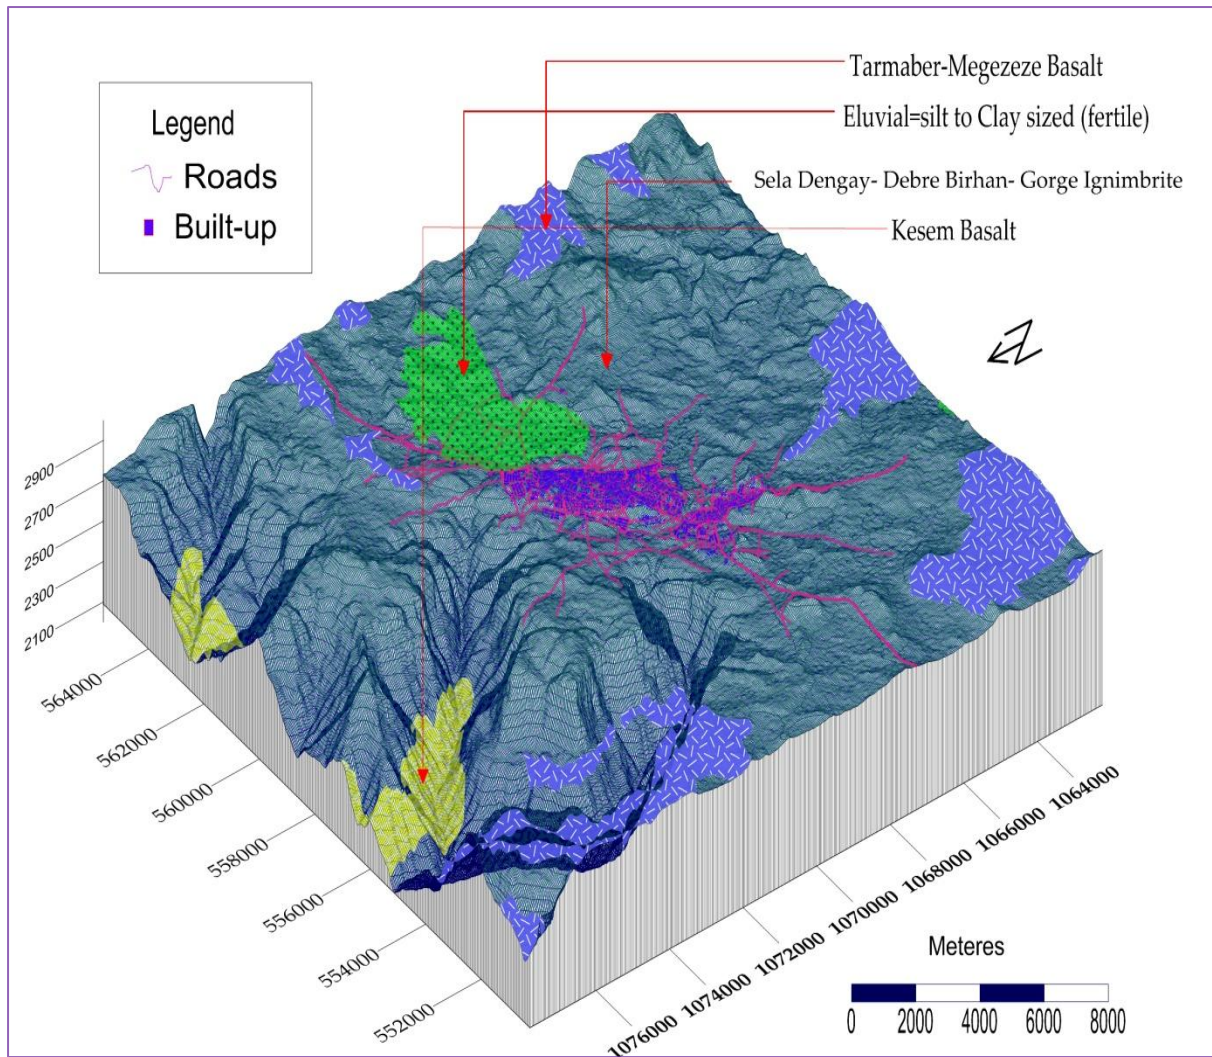 Tarmaber-Megezeze Basalt
Eluvial=silt to Clay sized (fertile)
Sela Dengay- Debre Birhan- Gorge Ignimbrite
Kesem Basalt
Legend
Roads
Built-up
2900
2700
2500
2300
2100
564000
562000
560000
558000
556000
554000
552000
1076000
1074000
1072000
1070000
1068000
1066000
1064000
N
Meteres
0 2000 4000 6000 8000